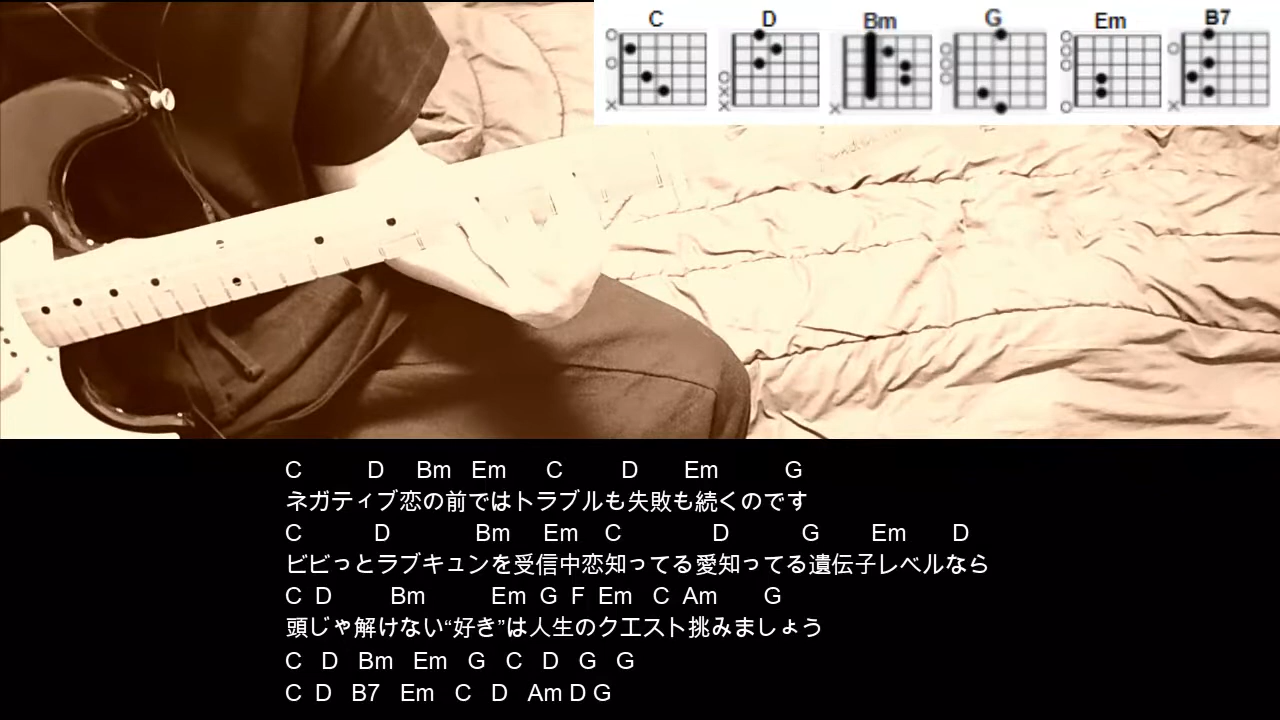 C D Bm G Em B7
C D Bm Em C D Em G
ネガティブ恋の前ではトラブルも失敗も続くのです
C D Bm Em C D G Em D
ビビっとラブキュンを受信中恋知ってる愛知ってる遺伝子レベルなら
C D Bm Em G F Em C Am G
頭じゃ解けない“好き”は人生のクエスト挑みましょう
C D Bm Em G C D G G
C D B7 Em C D Am D G